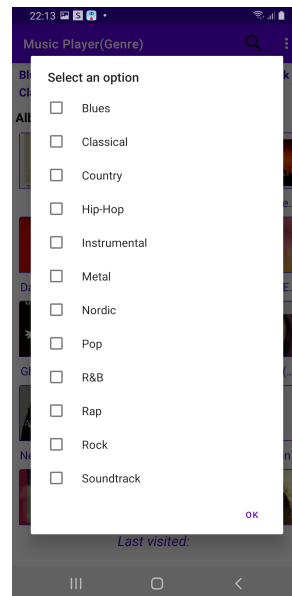 22:13
Music Player(Genre)
Select an option
Blues
Classical
Country
Hip-Hop
Instrumental
Metal
Nordic
Pop
R&B
Rap
Rock
Soundtrack
OK
Last visited: